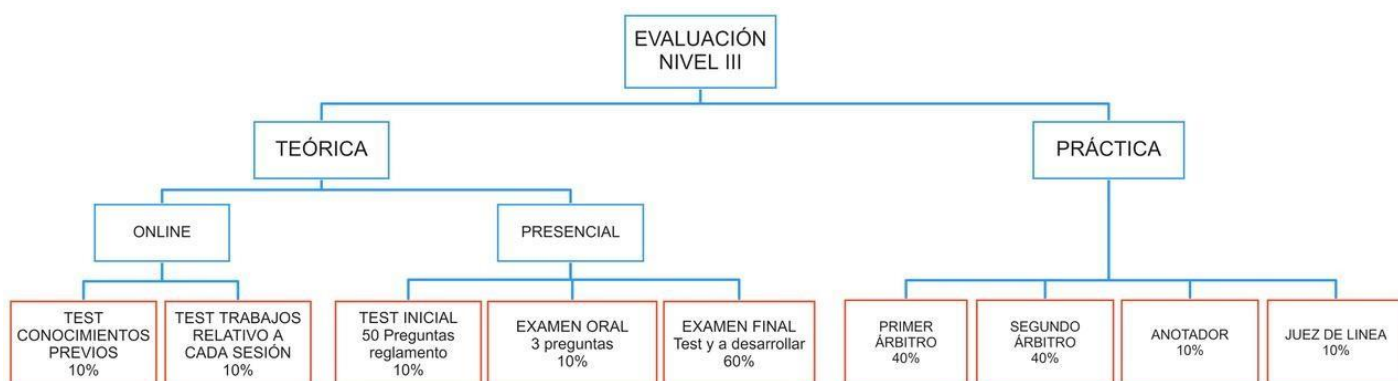 EVALUACIÓN
NIVEL III
TEÓRICA
PRÁCTICA
ONLINE
PRESENCIAL
TEST
CONOCIMIENTOS
PREVIOS
10%
TEST TRABAJOS
RELATIVO A
CADA SESIÓN
10%
TEST INICIAL
50 Preguntas
reglamento
10%
EXAMEN ORAL
3 preguntas
10%
EXAMEN FINAL
Test y a desarrollar
60%
PRIMER
ÁRBITRO
40%
SEGUNDO
ÁRBITRO
40%
ANOTADOR
10%
JUEZ DE LINEA
10%